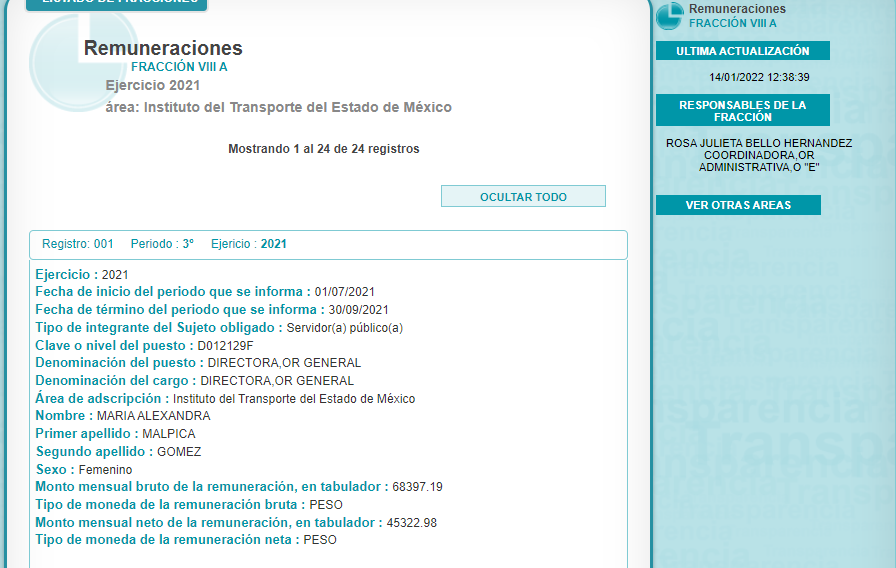 LISTADO DE FRACCIONES
Remuneraciones
FRACCIÓN VIII A
Ejercicio 2021
área: Instituto del Transporte del Estado de México
Mostrando 1 al 24 de 24 registros
OCULTAR TODO
Registro: 001 Periodo : 3° Ejericio : 2021
Ejercicio : 2021
Fecha de inicio del periodo que se informa : 01/07/2021
Fecha de término del periodo que se informa : 30/09/2021
Tipo de integrante del Sujeto obligado : Servidor(a) público(a)
Clave o nivel del puesto : D012129F
Denominación del puesto : DIRECTORA,OR GENERAL
Denominación del cargo : DIRECTORA,OR GENERAL
Área de adscripción : Instituto del Transporte del Estado de México
Nombre : MARIA ALEXANDRA
Primer apellido : MALPICA
Segundo apellido : GOMEZ
Sexo : Femenino
Monto mensual bruto de la remuneración, en tabulador : 68397.19
Tipo de moneda de la remuneración bruta : PESO
Monto mensual neto de la remuneración, en tabulador : 45322.98
Tipo de moneda de la remuneración neta : PESO
Remuneraciones
FRACCIÓN VIII A
ULTIMA ACTUALIZACIÓN
14/01/2022 12:38:39
RESPONSABLES DE LA
FRACCIÓN
ROSA JULIETA BELLO HERNANDEZ
COORDINADORA,OR
ADMINISTRATIVA,O "E"
VER OTRAS AREAS